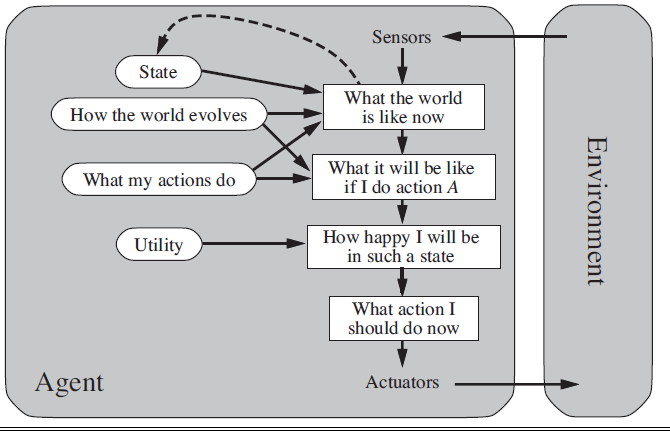 Sensors
State
What the world
is like now
How the world evolves
What my actions do
What it will be like
if I do action A
Utility
How happy I will be
in such a state
What action I
should do now
Agent
Actuators
Environment